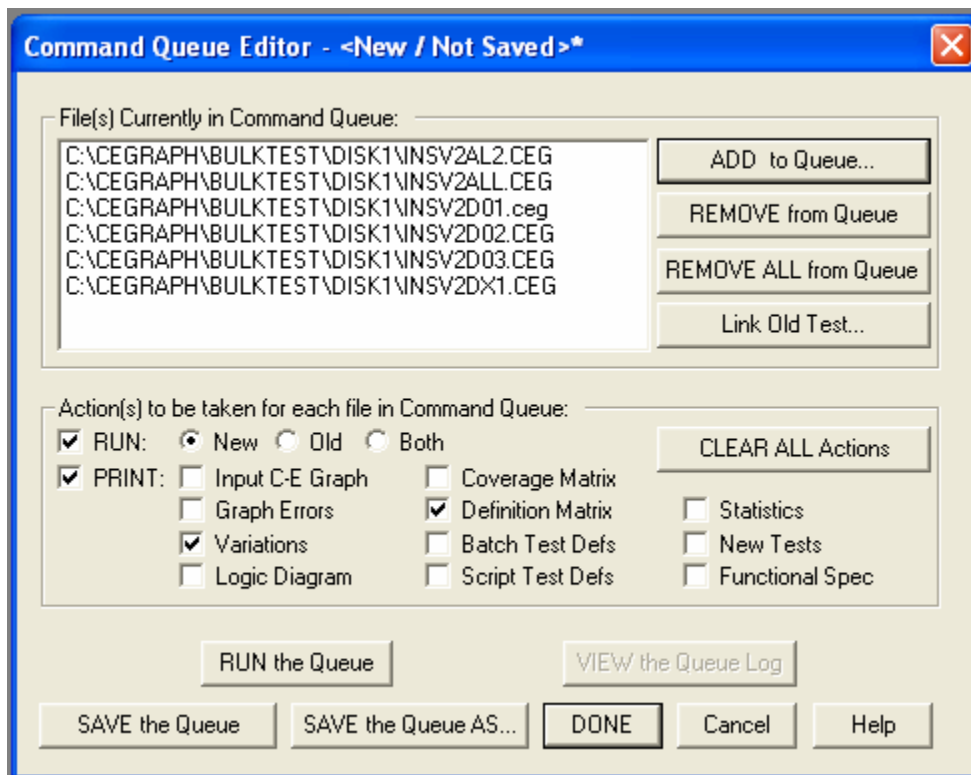 Command Queue Editor - <New / Not Saved>*
File(s) Currently in Command Queue:
C:\CEGRAPH\BULKTEST\DISK1\INSV2AL2.CEG
C:\CEGRAPH\BULKTEST\DISK1\INSV2ALL.CEG
C:\CEGRAPH\BULKTEST\DISK1\INSV2D01.ceg
C:\CEGRAPH\BULKTEST\DISK1\INSV2D02.CEG
C:\CEGRAPH\BULKTEST\DISK1\INSV2D03.CEG
C:\CEGRAPH\BULKTEST\DISK1\INSV2DX1.CEG
ADD to Queue...
REMOVE from Queue
REMOVE ALL from Queue
Link Old Test...
Action(s) to be taken for each file in Command Queue:
RUN: New Old Both
CLEAR ALL Actions
PRINT: Input C-E Graph Coverage Matrix
Graph Errors Definition Matrix Statistics
Variations Batch Test Defs New Tests
Logic Diagram Script Test Defs Functional Spec
RUN the Queue VIEW the Queue Log
SAVE the Queue SAVE the Queue AS... DONE Cancel Help